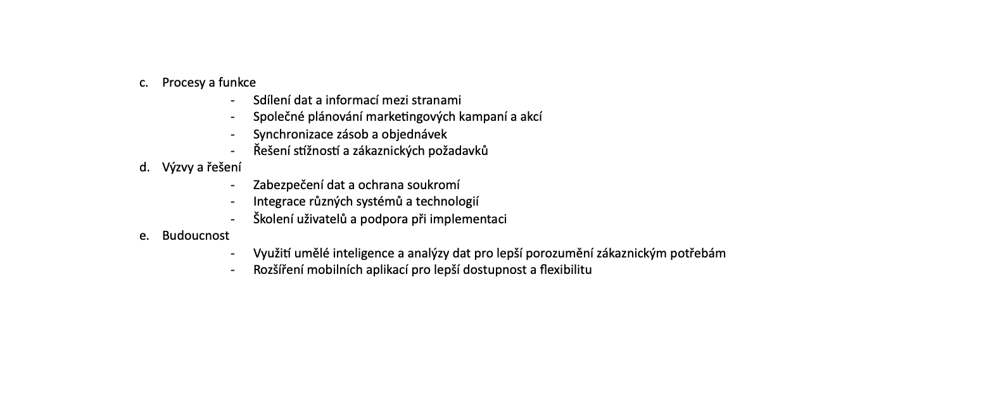 c. Procesy a funkce
- Sdílení dat a informací mezi stranami
- Společné plánování marketingových kampaní a akcí
- Synchronizace zásob a objednávek
- Řešení stížností a zákaznických požadavků
d. Výzvy a řešení
- Zabezpečení dat a ochrana soukromí
- Integrace různých systémů a technologií
- Školení uživatelů a podpora při implementaci
e. Budoucnost
- Využití umělé inteligence a analýzy dat pro lepší porozumění zákaznickým potřebám
- Rozšíření mobilních aplikací pro lepší dostupnost a flexibilitu